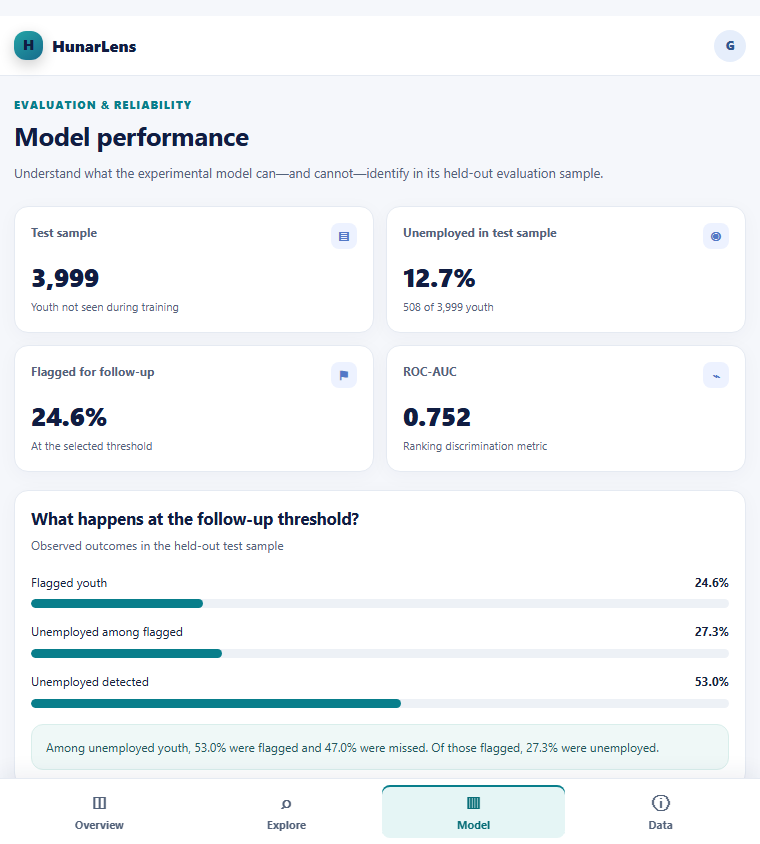 H HunarLens G
EVALUATION & RELIABILITY
Model performance
Understand what the experimental model can—and cannot—identify in its held-out evaluation sample.
Test sample
3,999
Youth not seen during training
Unemployed in test sample
12.7%
508 of 3,999 youth
Flagged for follow-up
24.6%
At the selected threshold
ROC-AUC
0.752
Ranking discrimination metric
What happens at the follow-up threshold?
Observed outcomes in the held-out test sample
Flagged youth 24.6%
Unemployed among flagged 27.3%
Unemployed detected 53.0%
Among unemployed youth, 53.0% were flagged and 47.0% were missed. Of those flagged, 27.3% were unemployed.
Overview Explore Model Data